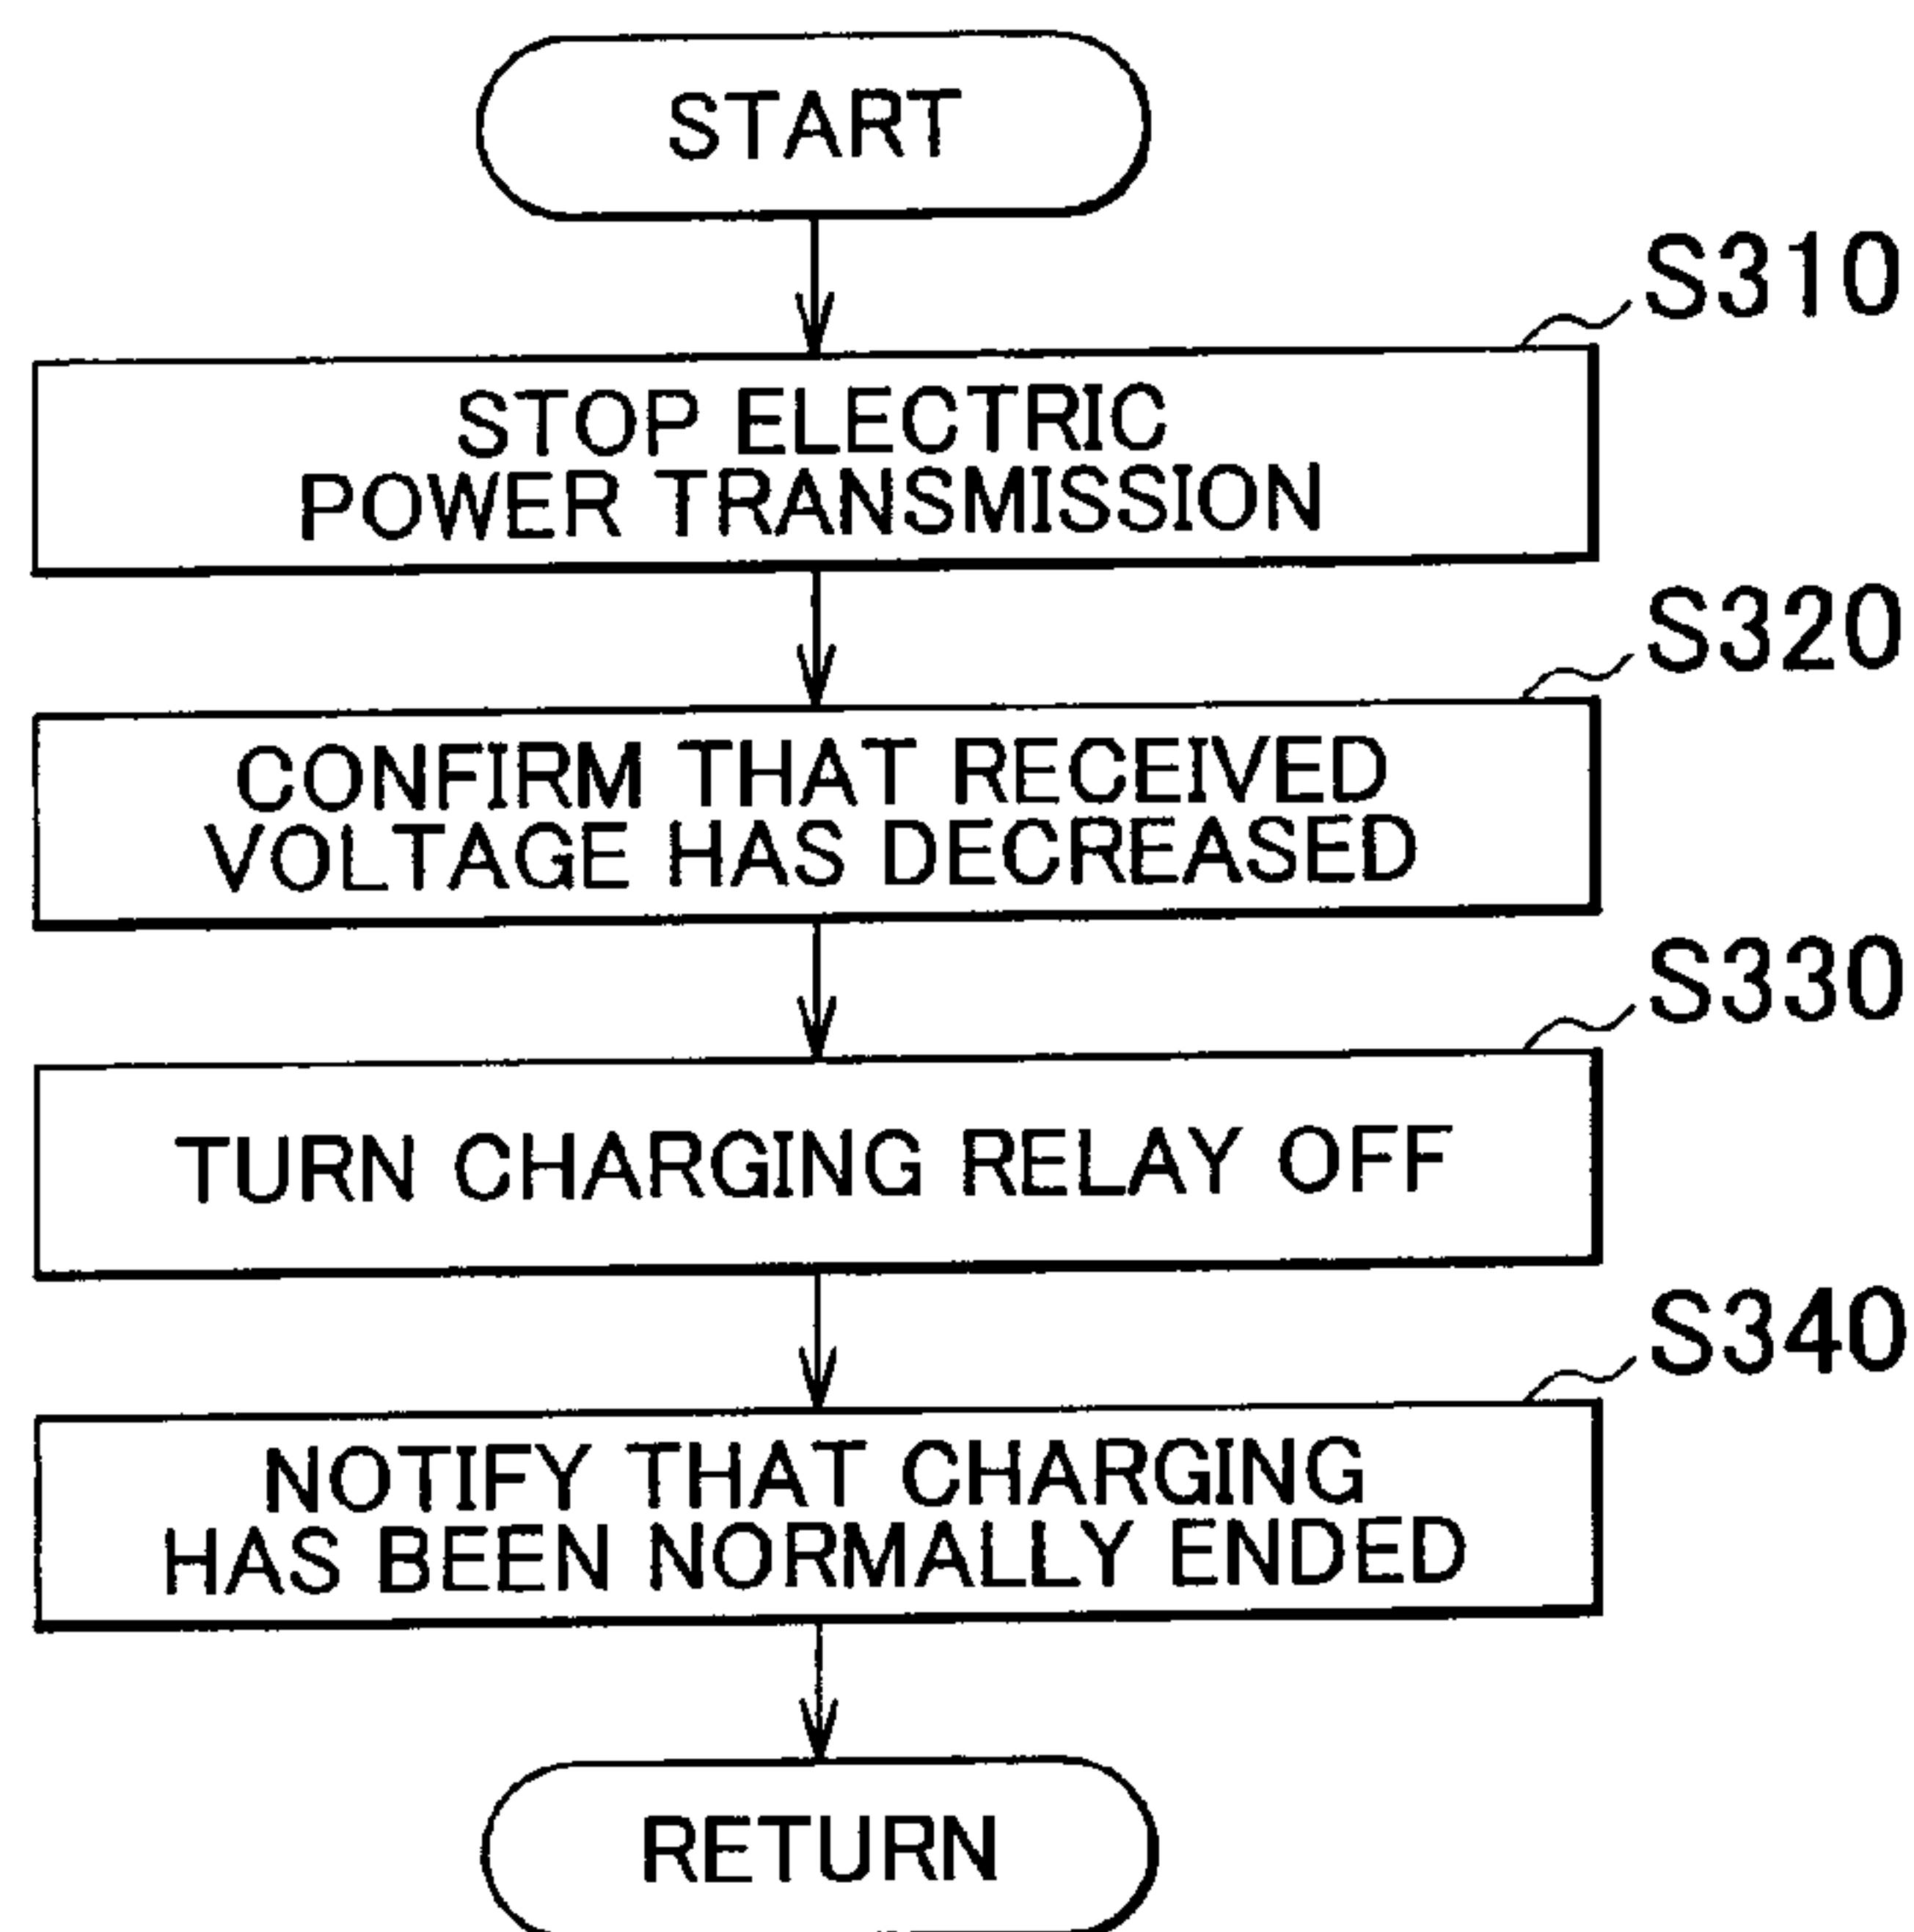 START
S310
STOP ELECTRIC
POWER TRANSMISSION
S320
CONFIRM THAT RECEIVED
VOLTAGE HAS DECREASED
S330
TURN CHARGING RELAY OFF
S340
NOTIFY THAT CHARGING
HAS BEEN NORMALLY ENDED
RETURN